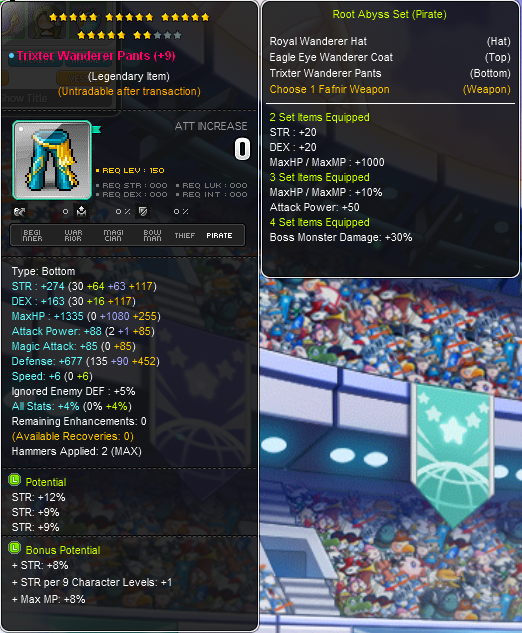 Trixter Wanderer Pants (+9)
(Legendary Item)
(Untradable after transaction)
how Title
ATT INCREASE
0
REQ LEV : 150
REQ STR : 000
REQ LUK : 000
REQ DEX : 000
REQ INT : 000
0
0 %
0 %
BEGINNER
WARRIOR
MAGICIAN
BOWMAN
THIEF
PIRATE
Type: Bottom
STR : +274 (30 +64 +63 +117)
DEX : +163 (30 +16 +117)
MaxHP : +1335 (0 +1080 +255)
Attack Power: +88 (2 +1 +85)
Magic Attack: +85 (0 +85)
Defense: +677 (135 +90 +452)
Speed: +6 (0 +6)
Ignored Enemy DEF : +5%
All Stats: +4% (0% +4%)
Remaining Enhancements: 0
(Available Recoveries: 0)
Hammers Applied: 2 (MAX)
L Potential
STR: +12%
STR: +9%
STR: +9%
L Bonus Potential
+ STR: +8%
+ STR per 9 Character Levels: +1
+ Max MP: +8%
Root Abyss Set (Pirate)
Royal Wanderer Hat (Hat)
Eagle Eye Wanderer Coat (Top)
Trixter Wanderer Pants (Bottom)
Choose 1 Fafnir Weapon (Weapon)
2 Set Items Equipped
STR : +20
DEX : +20
MaxHP / MaxMP : +1000
3 Set Items Equipped
MaxHP / MaxMP : +10%
Attack Power: +50
4 Set Items Equipped
Boss Monster Damage: +30%